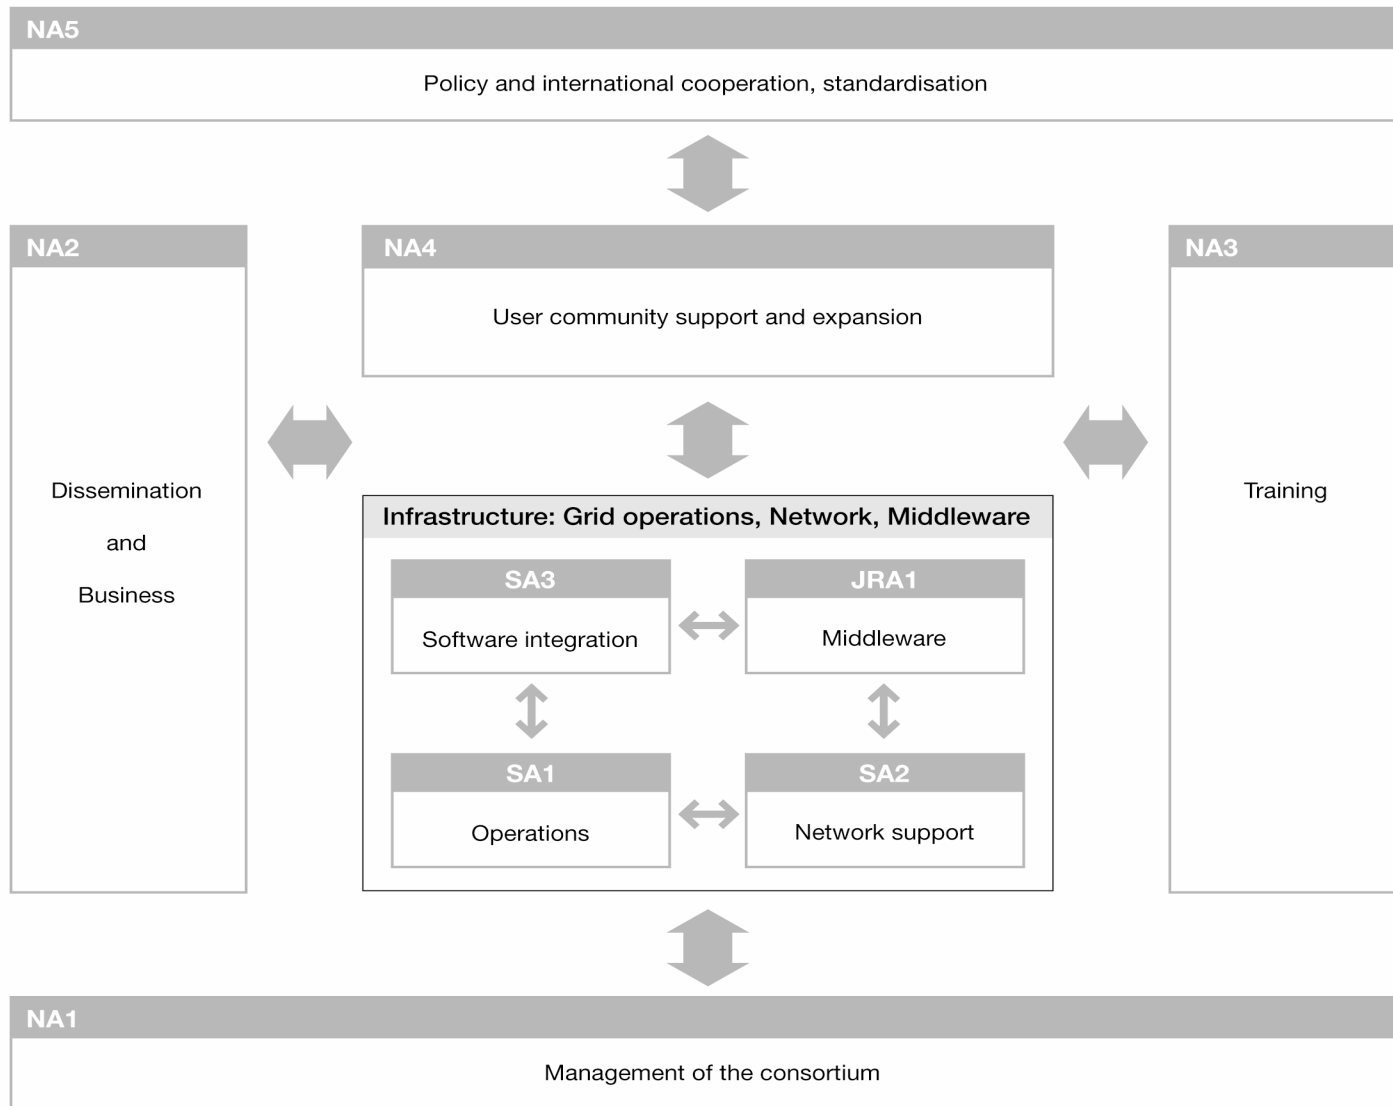 NA5
Policy and international cooperation, standardisation
NA2
Dissemination
and
Business
NA4
User community support and expansion
NA3
Training
Infrastructure: Grid operations, Network, Middleware
SA3
Software integration
JRA1
Middleware
SA1
Operations
SA2
Network support
NA1
Management of the consortium